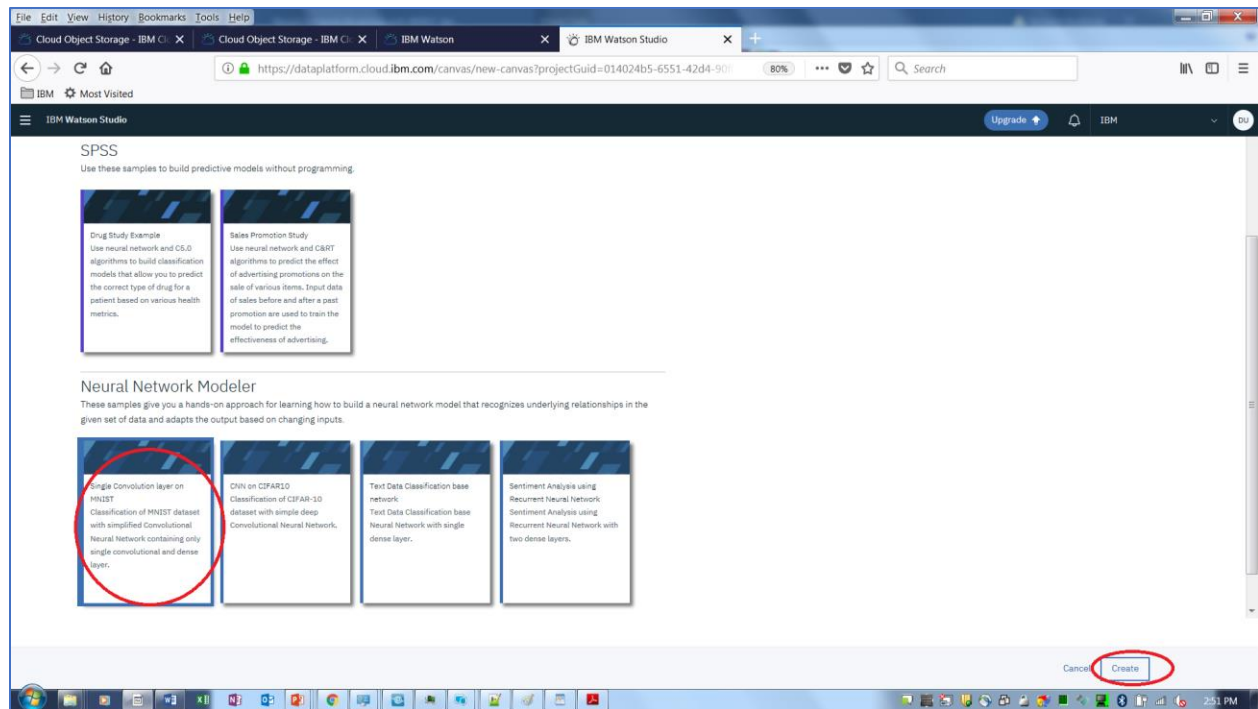 File Edit View History Bookmarks Tools Help
Cloud Object Storage - IBM Cl
Cloud Object Storage - IBM Cl
IBM Watson
IBM Watson Studio
https://dataplatform.cloud.ibm.com/canvas/new-canvas?projectGuid=014024b5-6551-42d4-90
80%
Search
IBM
Most Visited
IBM Watson Studio
Upgrade
IBM
DU
SPSS
Use these samples to build predictive models without programming.
Drug Study Example
Use neural network and C5.0
algorithms to build classification
models that allow you to predict
the correct type of drug for a
patient based on various health
metrics.
Sales Promotion Study
Use neural network and C&RT
algorithms to predict the effect
of advertising promotions on the
sale of various items. Input data
of sales before and after a past
promotion are used to train the
model to predict the
effectiveness of advertising.
Neural Network Modeler
These samples give you a hands-on approach for learning how to build a neural network model that recognizes underlying relationships in the
given set of data and adapts the output based on changing inputs.
Single Convolution layer on
MNIST
Classification of MNIST dataset
with simplified Convolutional
Neural Network containing only
single convolutional and dense
layer.
CNN on CIFAR10
Classification of CIFAR-10
dataset with simple deep
Convolutional Neural Network.
Text Data Classification base
network
Text Data Classification base
Neural Network with single
dense layer.
Sentiment Analysis using
Recurrent Neural Network
Sentiment Analysis using
Recurrent Neural Network with
two dense layers.
Cancel
Create
2:51 PM